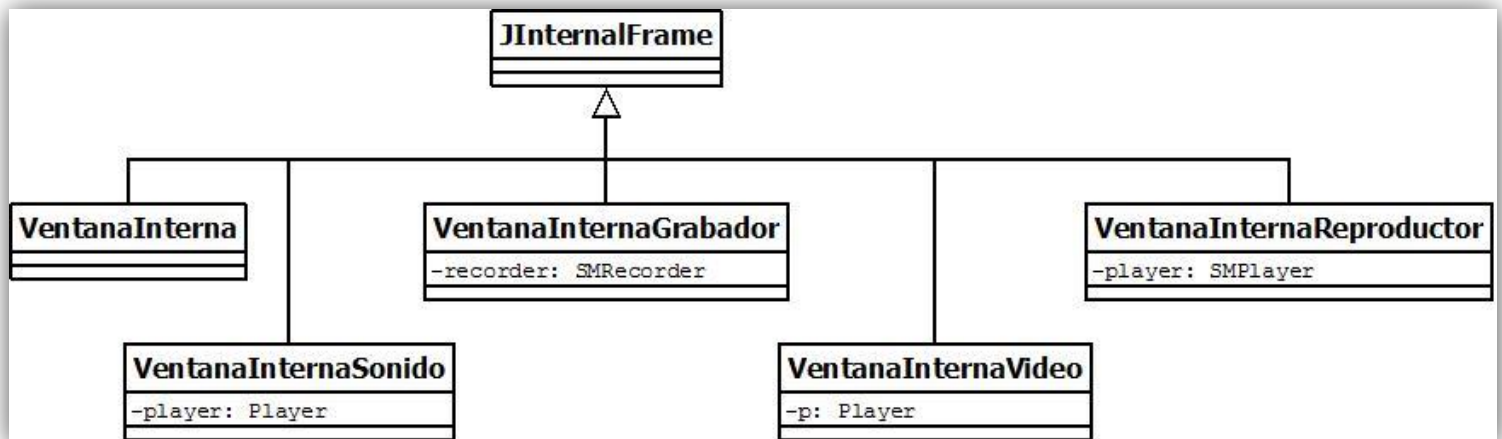 JInternalFrame
VentanaInterna
VentanaInternaGrabador
-recorder: SMRecorder
VentanaInternaReproductor
-player: SMPlayer
VentanaInternaSonido
-player: Player
VentanaInternaVideo
-p: Player